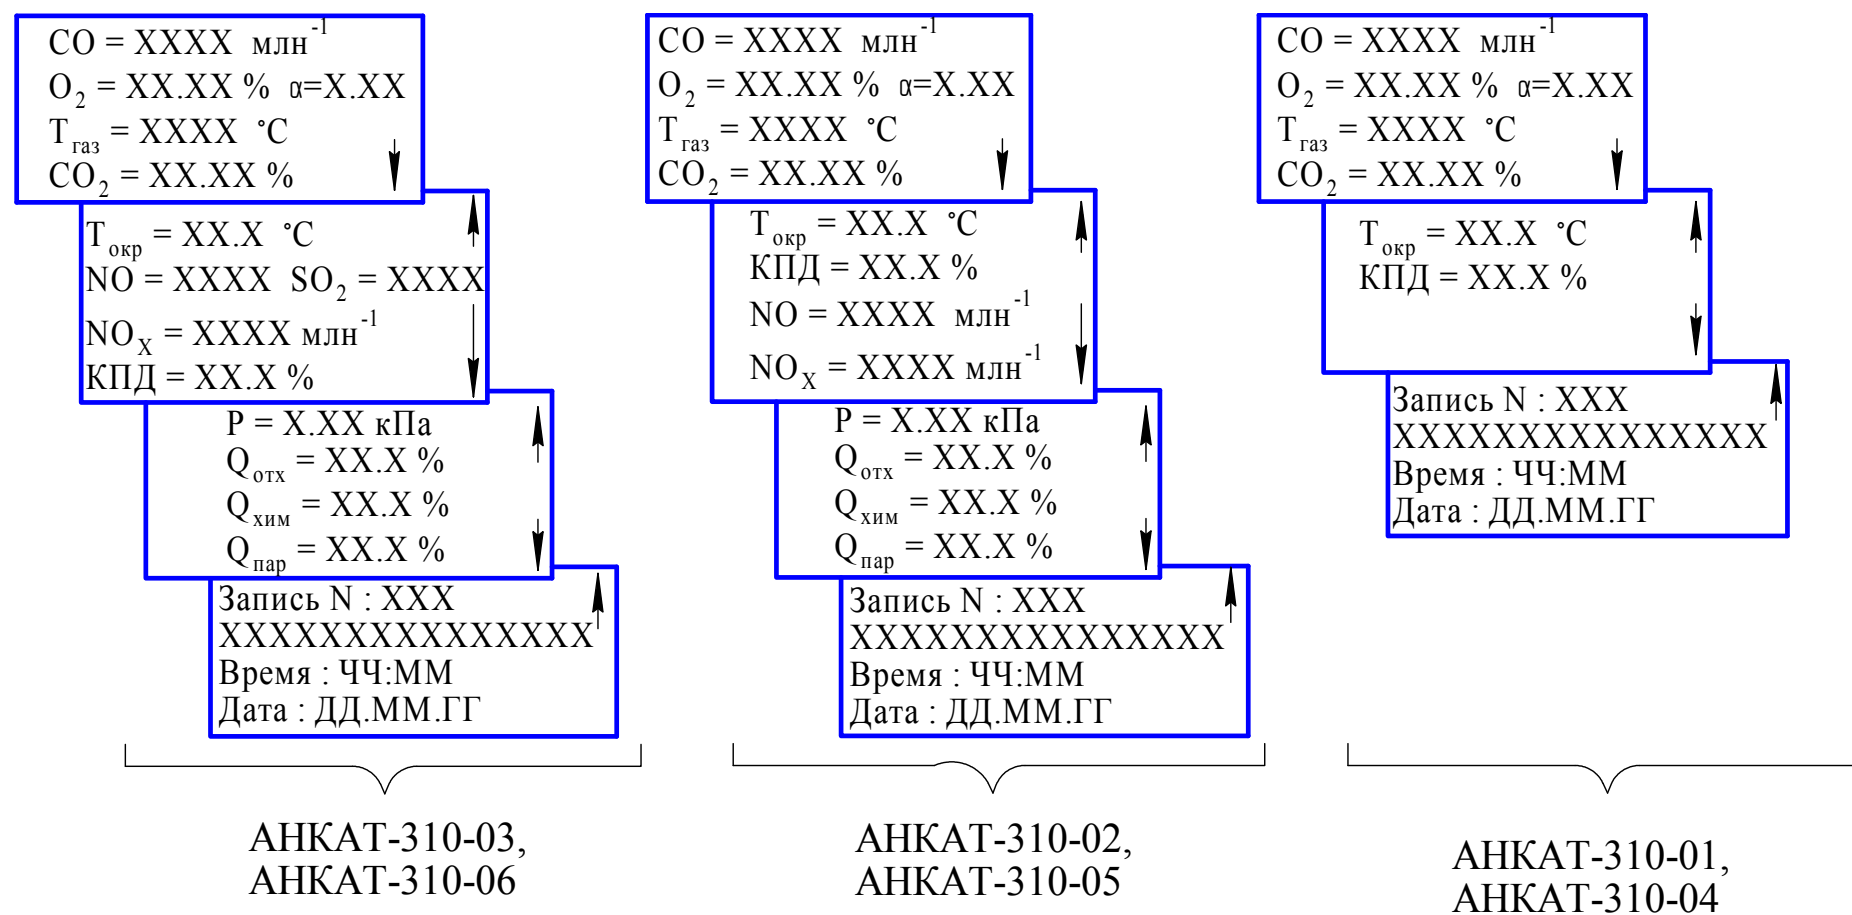 CO = XXXX млн⁻¹
O₂ = XX.XX % α=X.XX
Tгаз = XXXX °C
CO₂ = XX.XX %
Tокр = XX.X °C
NO = XXXX SO₂ = XXXX
NOX = XXXX млн⁻¹
КПД = XX.X %
P = X.XX кПа
Qотх = XX.X %
Qхим = XX.X %
Qпар = XX.X %
Запись N : XXX
XXXXXXXXXXXXXXX
Время : ЧЧ:ММ
Дата : ДД.ММ.ГГ
АНКАТ-310-03,
АНКАТ-310-06
CO = XXXX млн⁻¹
O₂ = XX.XX % α=X.XX
Tгаз = XXXX °C
CO₂ = XX.XX %
Tокр = XX.X °C
КПД = XX.X %
NO = XXXX млн⁻¹
NOX = XXXX млн⁻¹
P = X.XX кПа
Qотх = XX.X %
Qхим = XX.X %
Qпар = XX.X %
Запись N : XXX
XXXXXXXXXXXXXXX
Время : ЧЧ:ММ
Дата : ДД.ММ.ГГ
АНКАТ-310-02,
АНКАТ-310-05
CO = XXXX млн⁻¹
O₂ = XX.XX % α=X.XX
Tгаз = XXXX °C
CO₂ = XX.XX %
Tокр = XX.X °C
КПД = XX.X %
Запись N : XXX
XXXXXXXXXXXXXXX
Время : ЧЧ:ММ
Дата : ДД.ММ.ГГ
АНКАТ-310-01,
АНКАТ-310-04